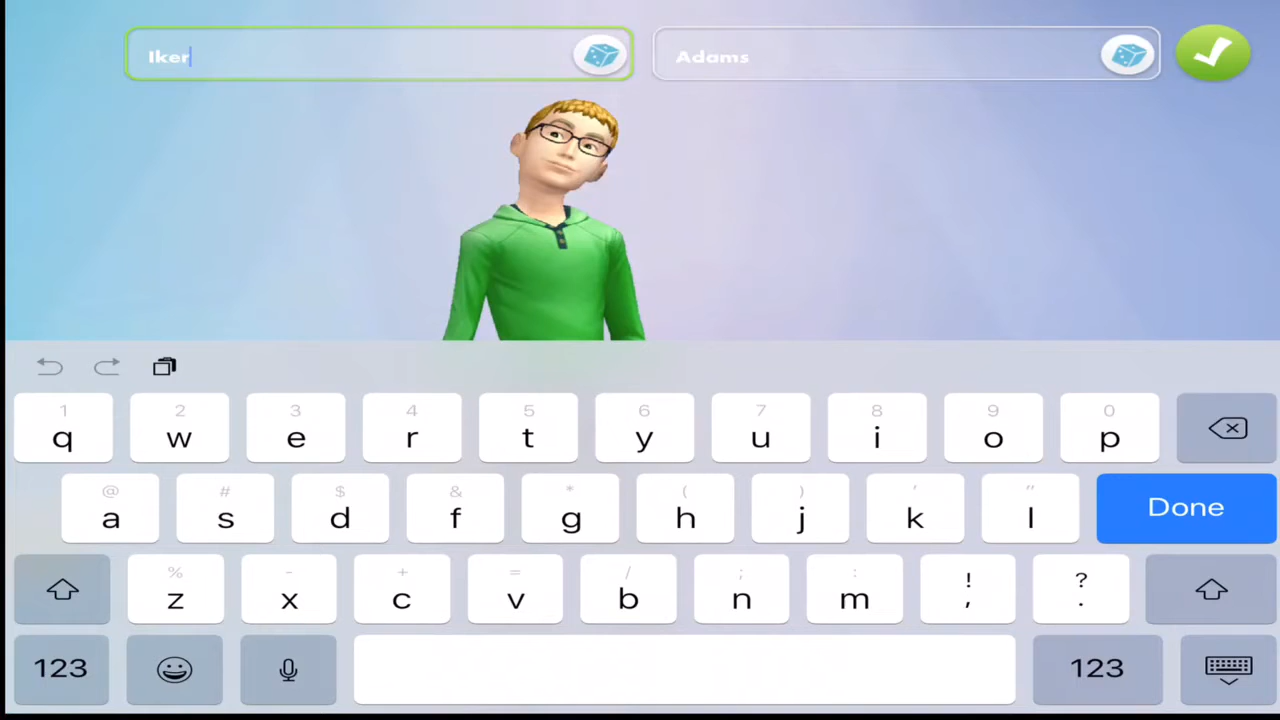 Iker Adams
1 2 3 4 5 6 7 8 9 0
q w e r t y u i o p
@ # $ & * ( ) ' "
a s d f g h j k l Done
% - + = / ; : ! ?
z x c v b n m , .
123 123